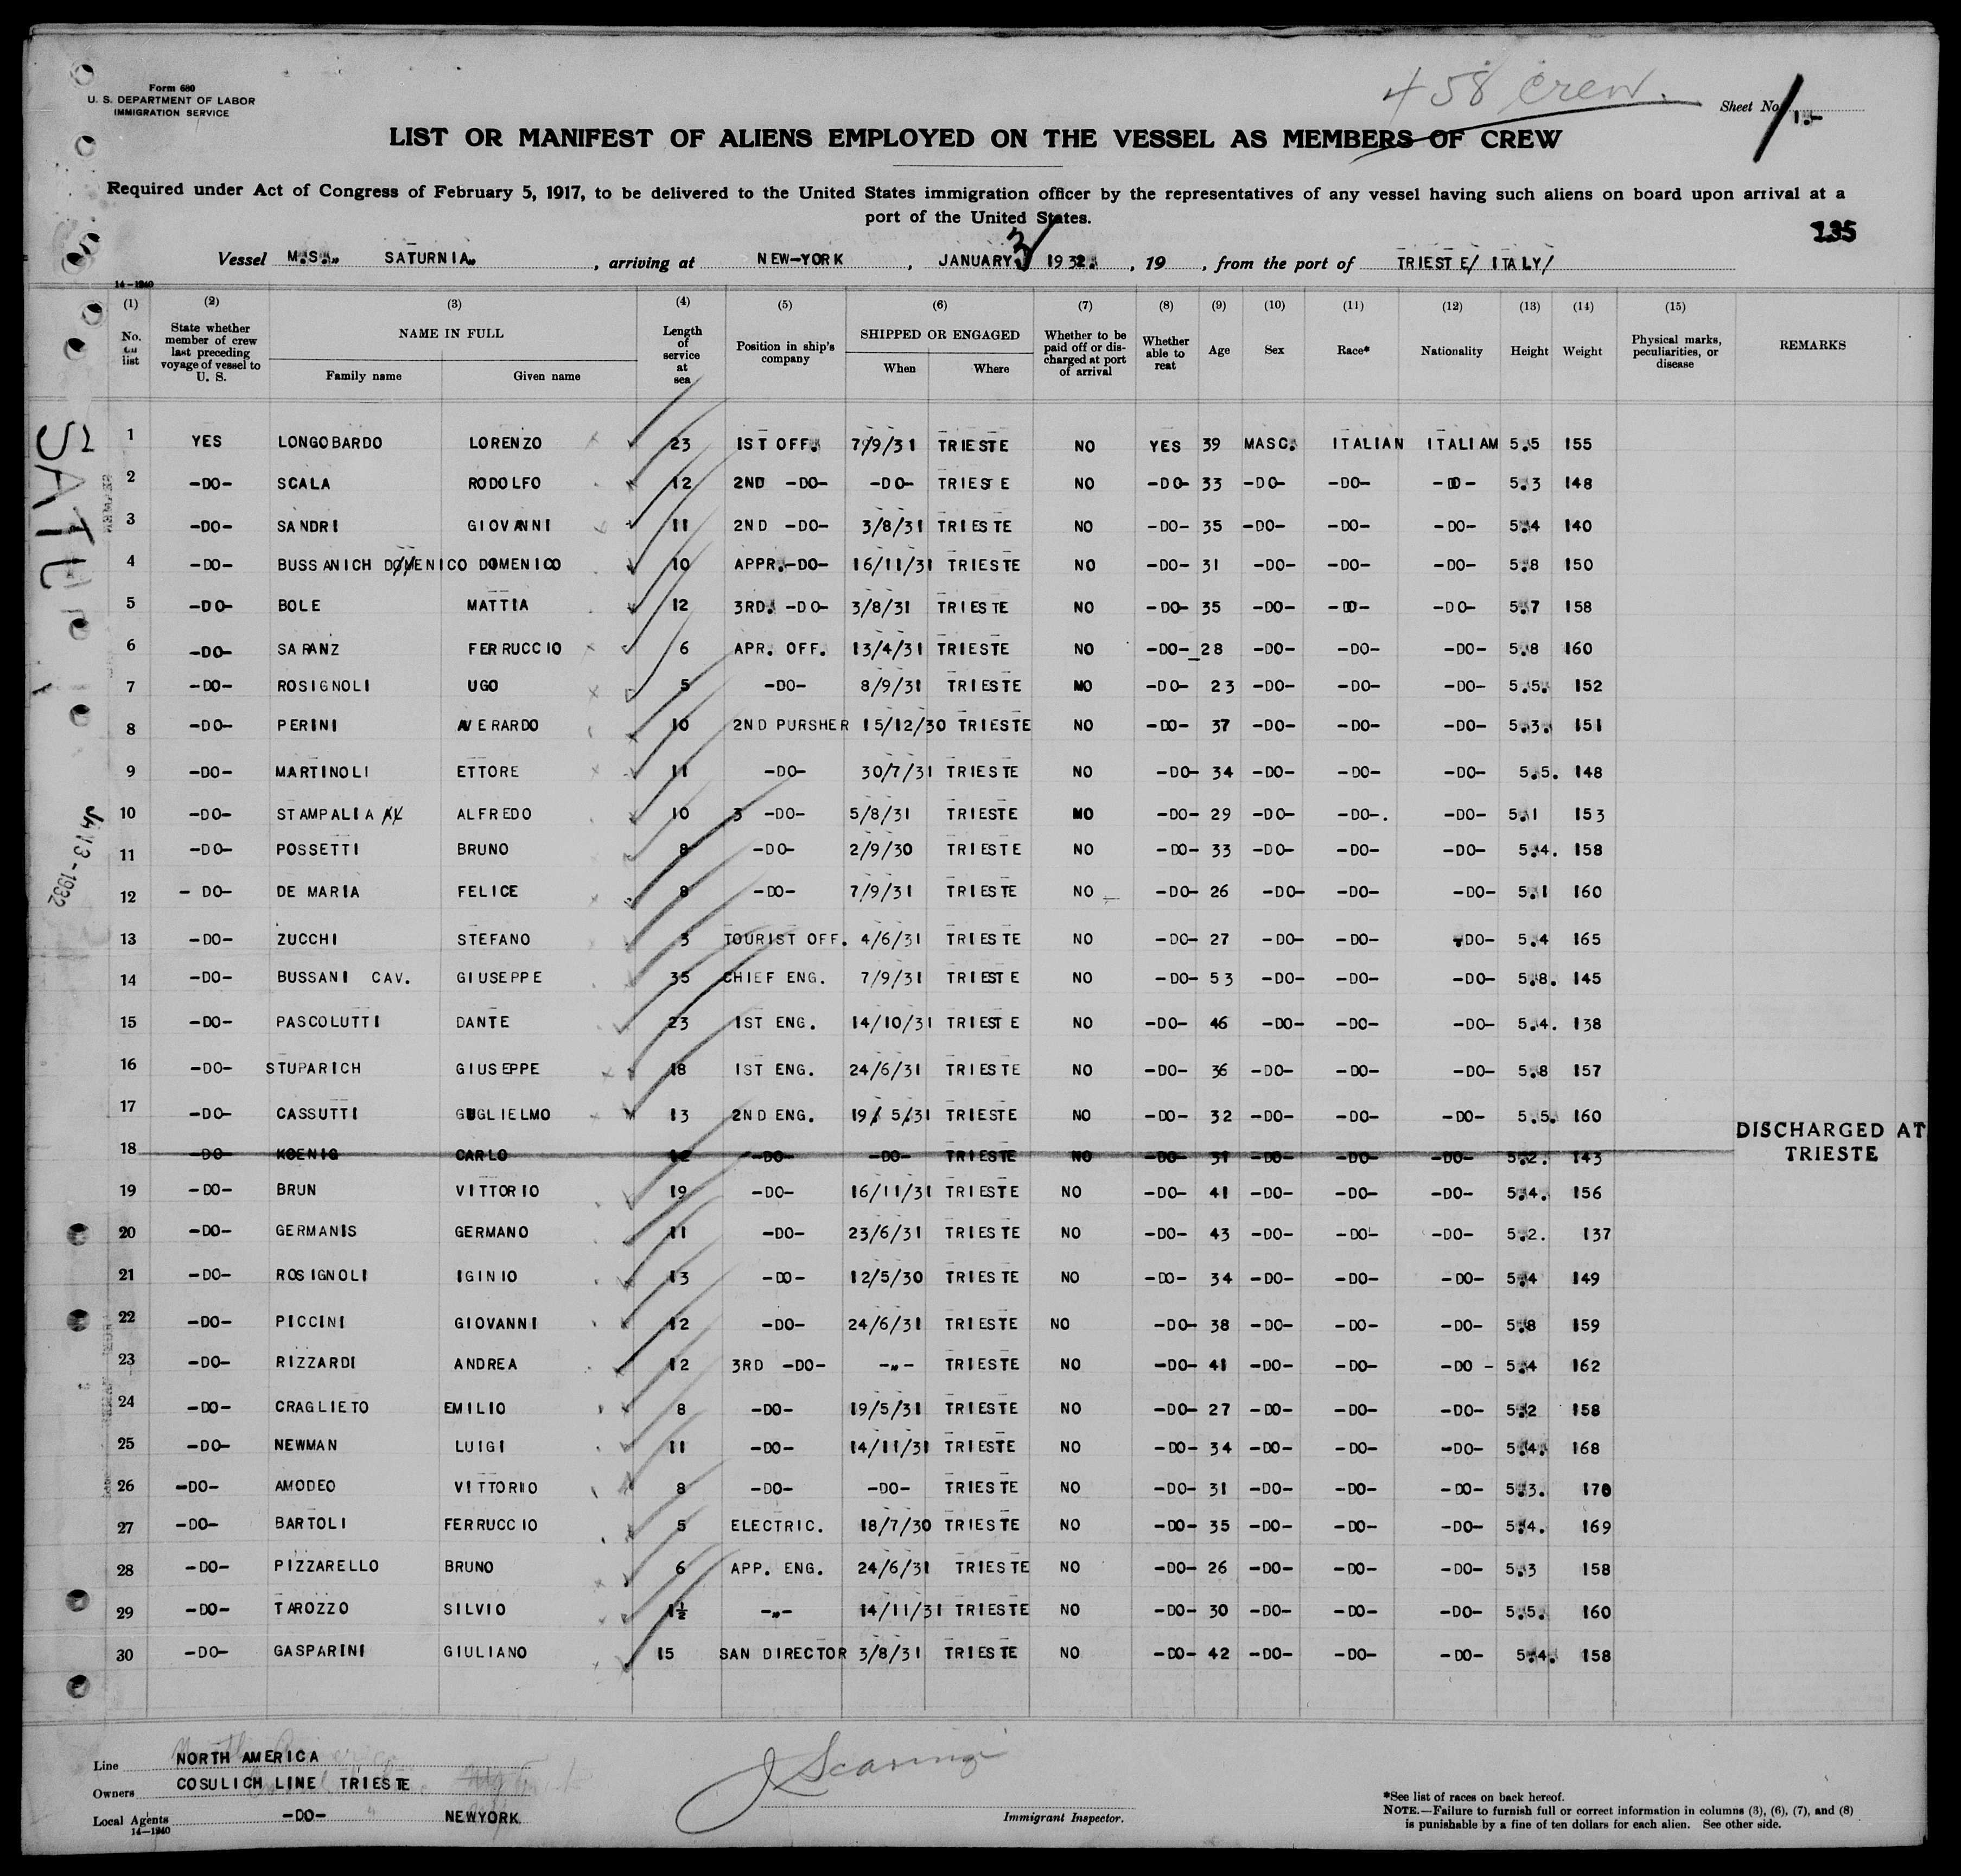 Form 680
U. S. DEPARTMENT OF LABOR
IMMIGRATION SERVICE
458 crew.
Sheet No. 1.-
LIST OR MANIFEST OF ALIENS EMPLOYED ON THE VESSEL AS MEMBERS OF CREW
Required under Act of Congress of February 5, 1917, to be delivered to the United States immigration officer by the representatives of any vessel having such aliens on board upon arrival at a
port of the United States.
135
Vessel M.S. SATURNIA, arriving at NEW-YORK, JANUARY 3 1932, 19 , from the port of TRIESTE/ ITALY/
14-1240
(1) (2) (3) (4) (5) (6) (7) (8) (9) (10) (11) (12) (13) (14) (15)
No. on list
State whether member of crew last preceding voyage of vessel to U. S.
NAME IN FULL
Family name Given name
Length of service at sea
Position in ship's company
SHIPPED OR ENGAGED
When Where
Whether to be paid off or discharged at port of arrival
Whether able to read
Age Sex Race* Nationality Height Weight
Physical marks, peculiarities, or disease
REMARKS
1 YES LONGOBARDO LORENZO 23 1ST OFF. 7/9/31 TRIESTE NO YES 39 MASC. ITALIAN ITALIAM 5.5 155
2 -DO- SCALA RODOLFO 12 2ND -DO- -DO- TRIESTE NO -DO- 33 -DO- -DO- -DO- 5.3 148
3 -DO- SANDRI GIOVANNI 11 2ND -DO- 3/8/31 TRIESTE NO -DO- 35 -DO- -DO- -DO- 5.4 140
4 -DO- BUSSANICH DOMENICO DOMENICO 10 APPR.-DO- 16/11/31 TRIESTE NO -DO- 31 -DO- -DO- -DO- 5.8 150
5 -DO- BOLE MATTIA 12 3RD. -DO- 3/8/31 TRIESTE NO -DO- 35 -DO- -DO- -DO- 5.7 158
6 -DO- SARANZ FERRUCCIO 6 APR. OFF. 13/4/31 TRIESTE NO -DO- 28 -DO- -DO- -DO- 5.8 160
7 -DO- ROSIGNOLI UGO 5 -DO- 8/9/31 TRIESTE NO -DO- 23 -DO- -DO- -DO- 5.5. 152
8 -DO- PERINI AVERARDO 10 2ND PURSHER 15/12/30 TRIESTE NO -DO- 37 -DO- -DO- -DO- 5.3. 151
9 -DO- MARTINOLI ETTORE 11 -DO- 30/7/31 TRIESTE NO -DO- 34 -DO- -DO- -DO- 5.5. 148
10 -DO- STAMPALIA ALFREDO 10 3 -DO- 5/8/31 TRIESTE NO -DO- 29 -DO- -DO-. -DO- 5.1 153
11 -DO- POSSETTI BRUNO 8 -DO- 2/9/30 TRIESTE NO -DO- 33 -DO- -DO- -DO- 5.4. 158
12 -DO- DE MARIA FELICE 8 -DO- 7/9/31 TRIESTE NO -DO- 26 -DO- -DO- -DO- 5.1 160
13 -DO- ZUCCHI STEFANO 3 TOURIST OFF. 4/6/31 TRIESTE NO -DO- 27 -DO- -DO- -DO- 5.4 165
14 -DO- BUSSANI CAV. GIUSEPPE 35 CHIEF ENG. 7/9/31 TRIESTE NO -DO- 53 -DO- -DO- -DO- 5.8. 145
15 -DO- PASCOLUTTI DANTE 23 1ST ENG. 14/10/31 TRIESTE NO -DO- 46 -DO- -DO- -DO- 5.4. 138
16 -DO- STUPARICH GIUSEPPE 18 1ST ENG. 24/6/31 TRIESTE NO -DO- 36 -DO- -DO- -DO- 5.8 157
17 -DO- CASSUTTI GUGLIELMO 13 2ND ENG. 19/5/31 TRIESTE NO -DO- 32 -DO- -DO- -DO- 5.5. 160
18 -DO- KOENIG CARLO 12 -DO- -DO- TRIESTE NO -DO- 31 -DO- -DO- -DO- 5.2. 143 DISCHARGED AT TRIESTE
19 -DO- BRUN VITTORIO 19 -DO- 16/11/31 TRIESTE NO -DO- 41 -DO- -DO- -DO- 5.4. 156
20 -DO- GERMANIS GERMANO 11 -DO- 23/6/31 TRIESTE NO -DO- 43 -DO- -DO- -DO- 5.2. 137
21 -DO- ROSIGNOLI IGINIO 13 -DO- 12/5/30 TRIESTE NO -DO- 34 -DO- -DO- -DO- 5.4 149
22 -DO- PICCINI GIOVANNI 12 -DO- 24/6/31 TRIESTE NO -DO- 38 -DO- -DO- -DO- 5.8 159
23 -DO- RIZZARDI ANDREA 12 3RD -DO- -"- TRIESTE NO -DO- 41 -DO- -DO- -DO - 5.4 162
24 -DO- CRAGLIETO EMILIO 8 -DO- 19/5/31 TRIESTE NO -DO- 27 -DO- -DO- -DO- 5.2 158
25 -DO- NEWMAN LUIGI 11 -DO- 14/11/31 TRIESTE NO -DO- 34 -DO- -DO- -DO- 5.4. 168
26 -DO- AMODEO VITTORIO 8 -DO- -DO- TRIESTE NO -DO- 31 -DO- -DO- -DO- 5.3. 170
27 -DO- BARTOLI FERRUCCIO 5 ELECTRIC. 18/7/30 TRIESTE NO -DO- 35 -DO- -DO- -DO- 5.4. 169
28 -DO- PIZZARELLO BRUNO 6 APP. ENG. 24/6/31 TRIESTE NO -DO- 26 -DO- -DO- -DO- 5.3 158
29 -DO- TAROZZO SILVIO 1½ -"- 14/11/31 TRIESTE NO -DO- 30 -DO- -DO- -DO- 5.5. 160
30 -DO- GASPARINI GIULIANO 15 SAN DIRECTOR 3/8/31 TRIESTE NO -DO- 42 -DO- -DO- -DO- 5.4. 158
SATUR
JAN 3-1932
Line NORTH AMERICA
Owners COSULICH LINE TRIESTE
Local Agents -DO- NEWYORK
14-1240
J Scaringi
Immigrant Inspector.
*See list of races on back hereof.
NOTE.—Failure to furnish full or correct information in columns (3), (6), (7), and (8)
is punishable by a fine of ten dollars for each alien. See other side.